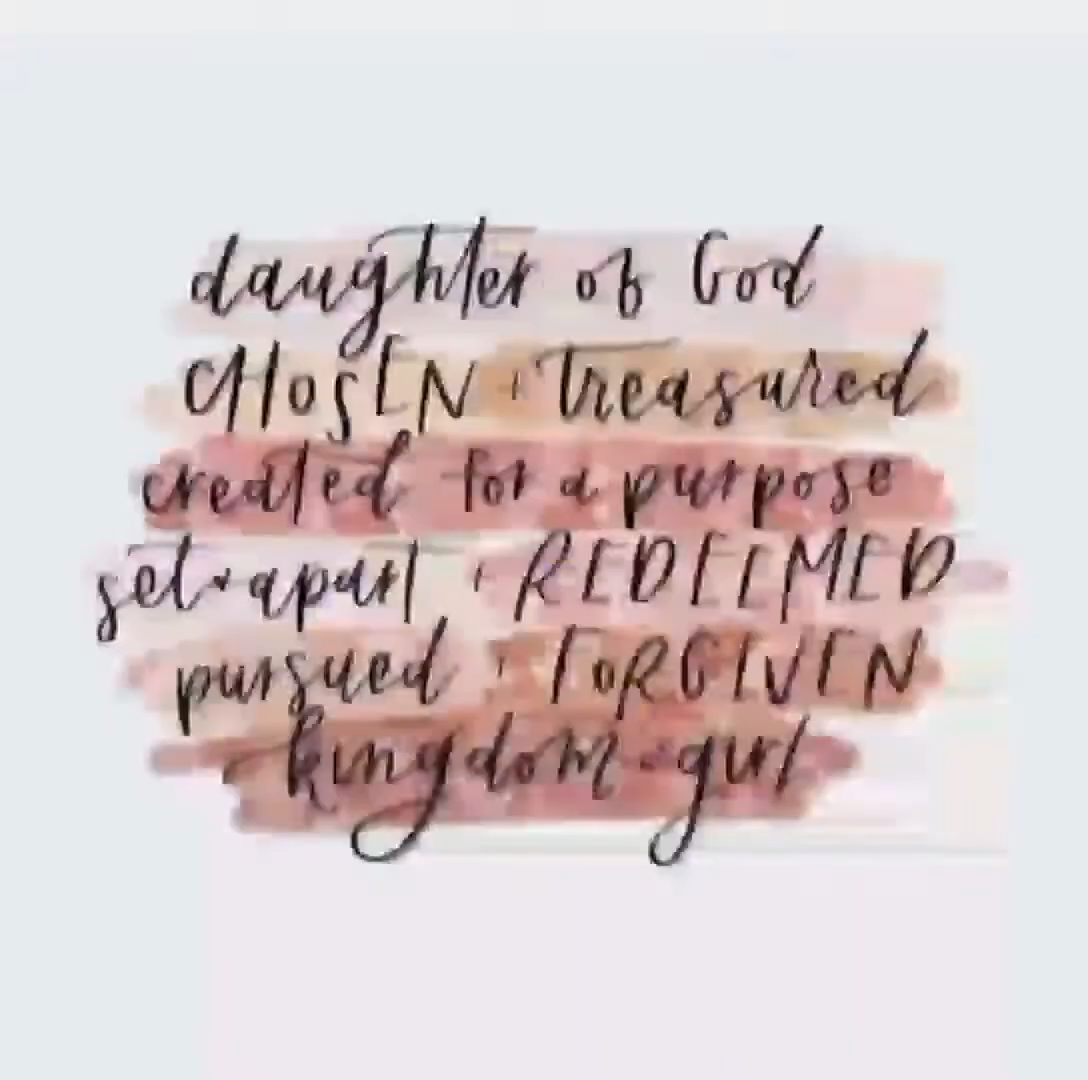 daughter of God
CHOSEN · treasured
created for a purpose
set·apart · REDEEMED
pursued · FORGIVEN
kingdom·girl